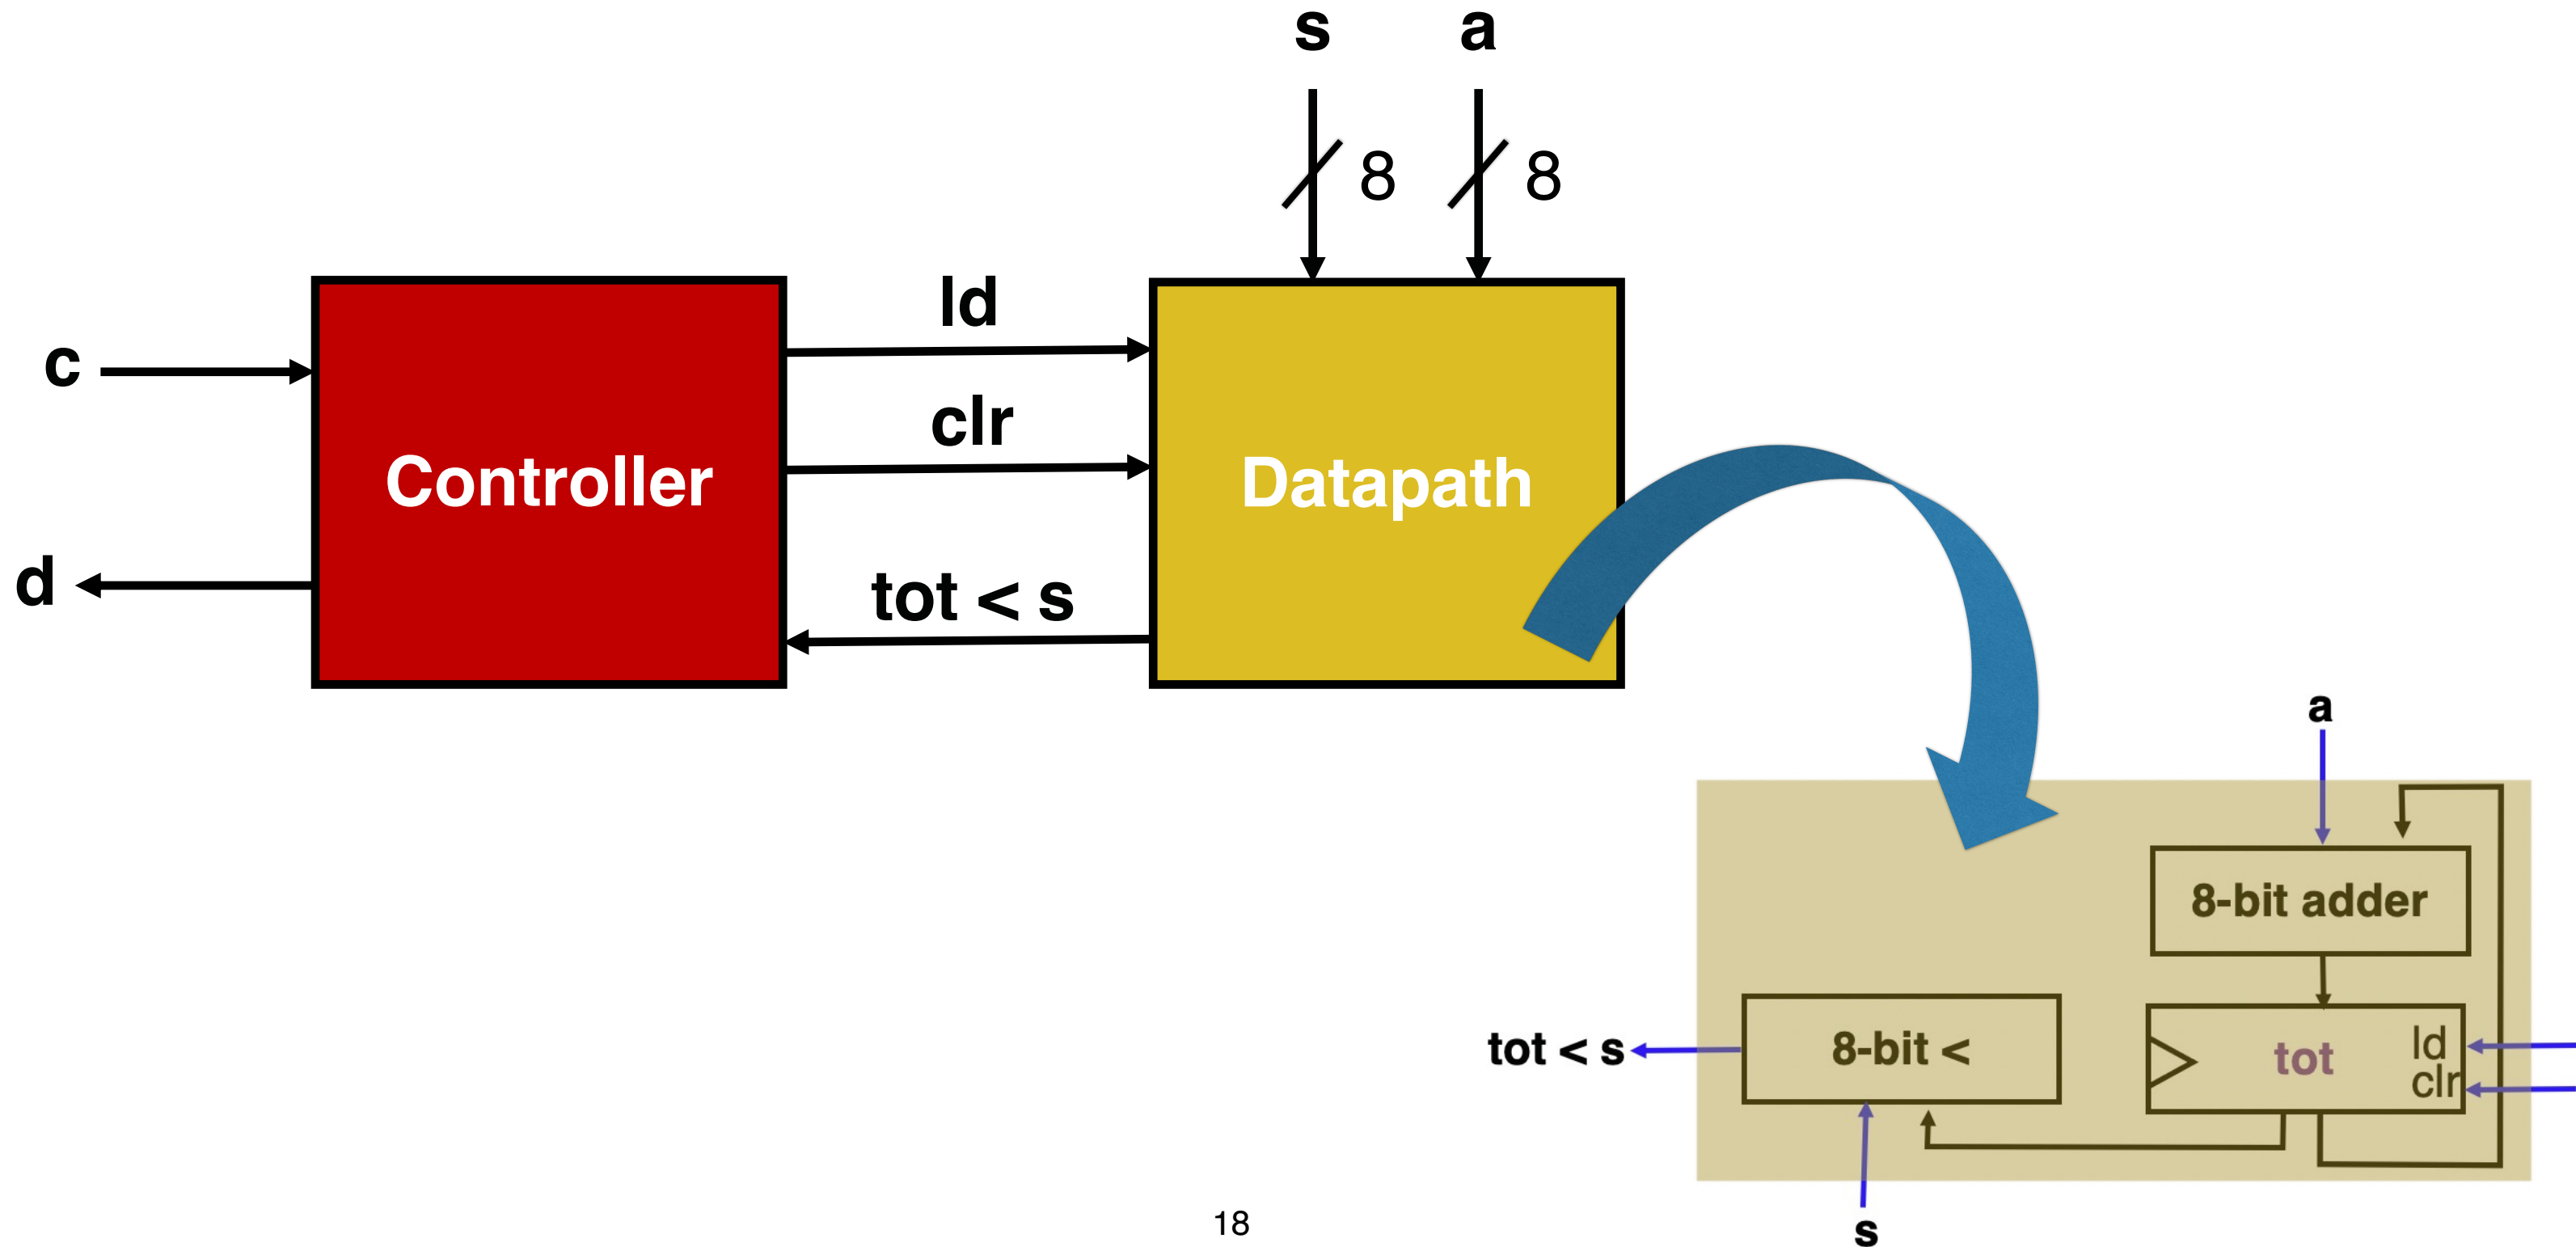 s
a
8
8
ld
c
clr
Controller
Datapath
d
tot < s
a
8-bit adder
tot < s
8-bit <
tot
ld
clr
s
18